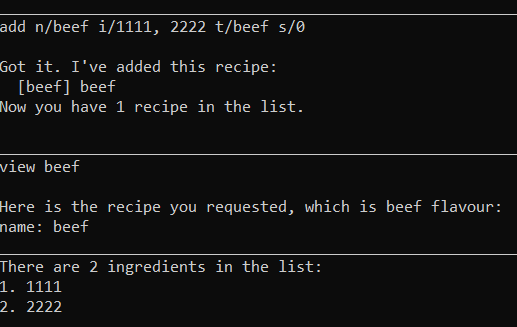 add n/beef i/1111, 2222 t/beef s/0
Got it. I've added this recipe:
[beef] beef
Now you have 1 recipe in the list.
view beef
Here is the recipe you requested, which is beef flavour:
name: beef
There are 2 ingredients in the list:
1. 1111
2. 2222